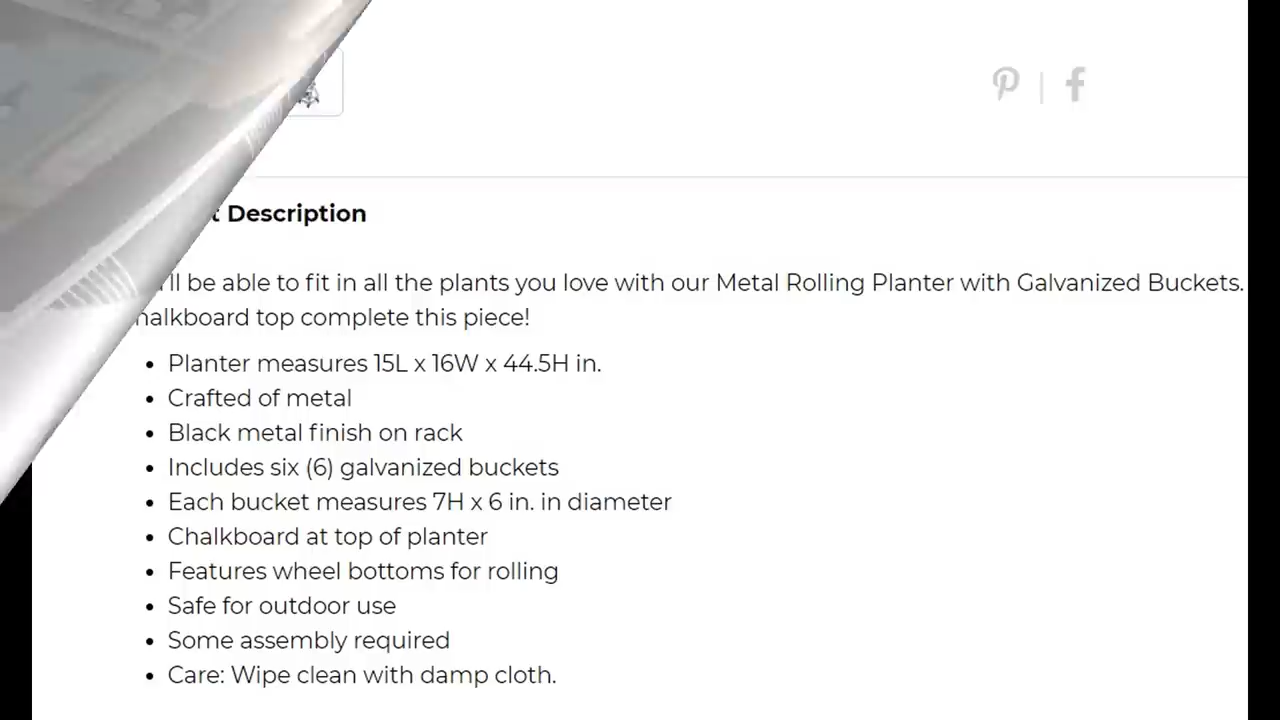 Description
be able to fit in all the plants you love with our Metal Rolling Planter with Galvanized Buckets.
top complete this piece!
• Planter measures 15L x 16W x 44.5H in.
• Crafted of metal
• Black metal finish on rack
• Includes six (6) galvanized buckets
• Each bucket measures 7H x 6 in. in diameter
• Chalkboard at top of planter
• Features wheel bottoms for rolling
• Safe for outdoor use
• Some assembly required
• Care: Wipe clean with damp cloth.